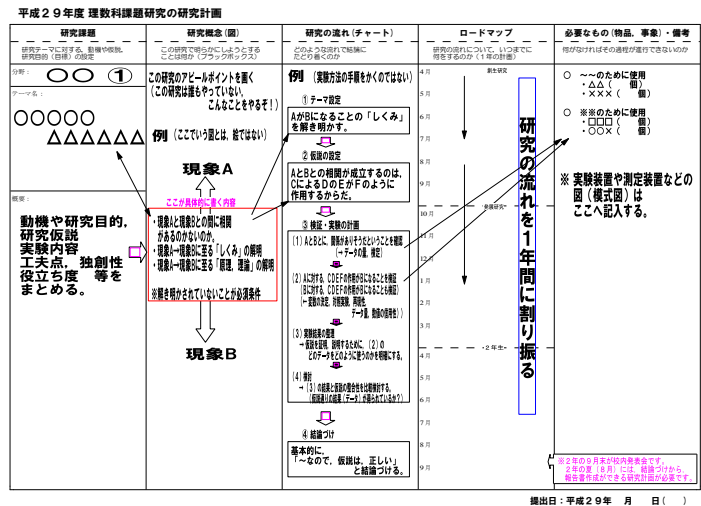 平成２９年度 理数科課題研究の研究計画
研究課題
研究テーマに対する，動機や仮説，
研究目的（目標）の設定
分野：
○○ ①
テーマ名：
○○○○○
△△△△△△
概要：
動機や研究目的，
研究仮説
実験内容
工夫点，独創性
役立ち度　等を
まとめる。
研究概念（図）
この研究で明らかにしようとする
ことは何か（ブラックボックス）
この研究のアピールポイントを画く
（この研究は誰もやっていない，
こんなことをやるぞ！）
例（ここでいう図とは，絵ではない）
現象Ａ
ここが具体的に書く内容
・現象Ａと現象Ｂとの間に相関
があるのかないのか。
・現象Ａ→現象Ｂに至る「しくみ」の解明
・現象Ａ→現象Ｂに至る「原理，理論」の解明
※解き明かされていないことが必須条件
現象Ｂ
研究の流れ（チャート）
どのような流れで結論に
たどり着くのか
例（実験方法の手順をかくのではない）
① テーマ設定
ＡがＢになることの「しくみ」
を解き明かす。
② 仮説の設定
ＡとＢとの相関が成立するのは，
ＣによるＤのＥがＦのように
作用するからだ。
③ 検証・実験の計画
（１）ＡとＢとに，関係がありそうだということを確認
（→データの量，検定）
（２）Ａに対する，ＣＤＥＦの作用がＢになることを検証
（Ｂに対する，ＣＤＥＦの作用がＢになることも検証）
（←変数の決定，対照実験，再現性
データ量，数値の信用性）
（３）実験結果の整理
→ 仮説を証明，説明するために，（２）の
どのデータをどのように使うのかを明確にする。
（４）検討
→（３）の結果と仮説の整合性を比較検討する。
（仮説通りの結果（データ）が得られているか？）
④ 結論づけ
基本的に，
「～なので，仮説は，正しい」
と結論づける。
ロードマップ
研究の流れについて，いつまでに
何をするのか（１年の計画）
４月
創生研究
５月
６月
７月
８月
９月
１０月
１１月
１２月
１月
２月
３月
・２年生・
４月
５月
６月
７月
８月
９月
研究の流れを１年間に割り振る
必要なもの（物品，事象）・備考
何がなければその過程が進行できないのか
○ ～～のために使用
・△△（　　個）
・×××（　　個）
○ ※※のために使用
・□□□（　　個）
・○○×（　　個）
※ 実験装置や測定装置などの
図（模式図）は
ここへ記入する。
※２年の９月末が校内発表会です。
２年の夏（８月）には，結論づけから，
報告書作成ができる研究計画が必要です。
提出日：平成２９年　月　日（　）